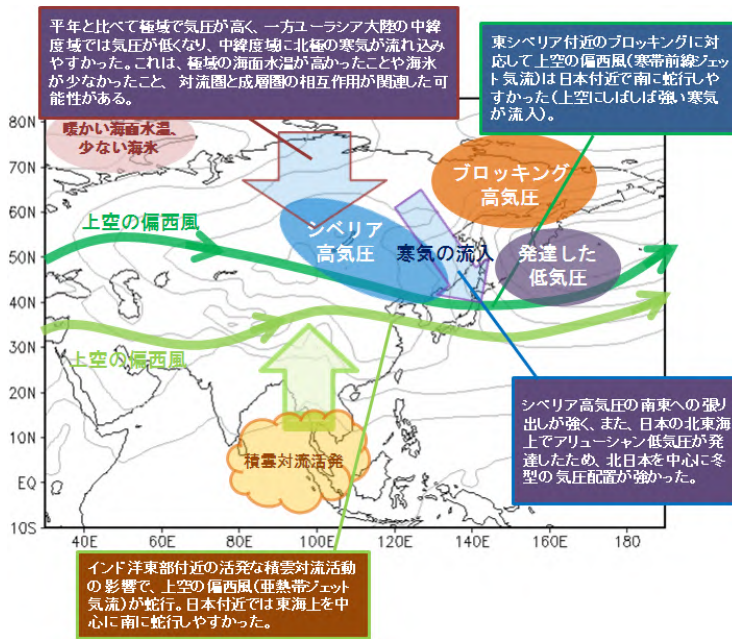 平年と比べて極域で気圧が高く、一方ユーラシア大陸の中緯
度域では気圧が低くなり、中緯度域に北極の寒気が流れ込み
やすかった。これは、極域の海面水温が高かったことや海氷
が少なかったこと、対流圏と成層圏の相互作用が関連した可
能性がある。
東シベリア付近のブロッキングに対
応して上空の偏西風(寒帯前線ジェッ
ト気流)は日本付近で南に蛇行しや
すかった(上空にしばしば強い寒気
が流入)。
80N
暖かい海面水温、
少ない海氷
70N
ブロッキング
高気圧
60N
上空の偏西風
シベリア
高気圧
寒気の流入
発達した
低気圧
50N
40N
30N
上空の偏西風
20N
シベリア高気圧の南東への張り
出しが強く、また、日本の北東海
上でアリューシャン低気圧が発
達したため、北日本を中心に冬
型の気圧配置が強かった。
10N
積雲対流活発
EQ
10S
40E
60E
80E
100E
120E
140E
160E
180
インド洋東部付近の活発な積雲対流活動
の影響で、上空の偏西風(亜熱帯ジェット
気流)が蛇行。日本付近では東海上を中
心に南に蛇行しやすかった。